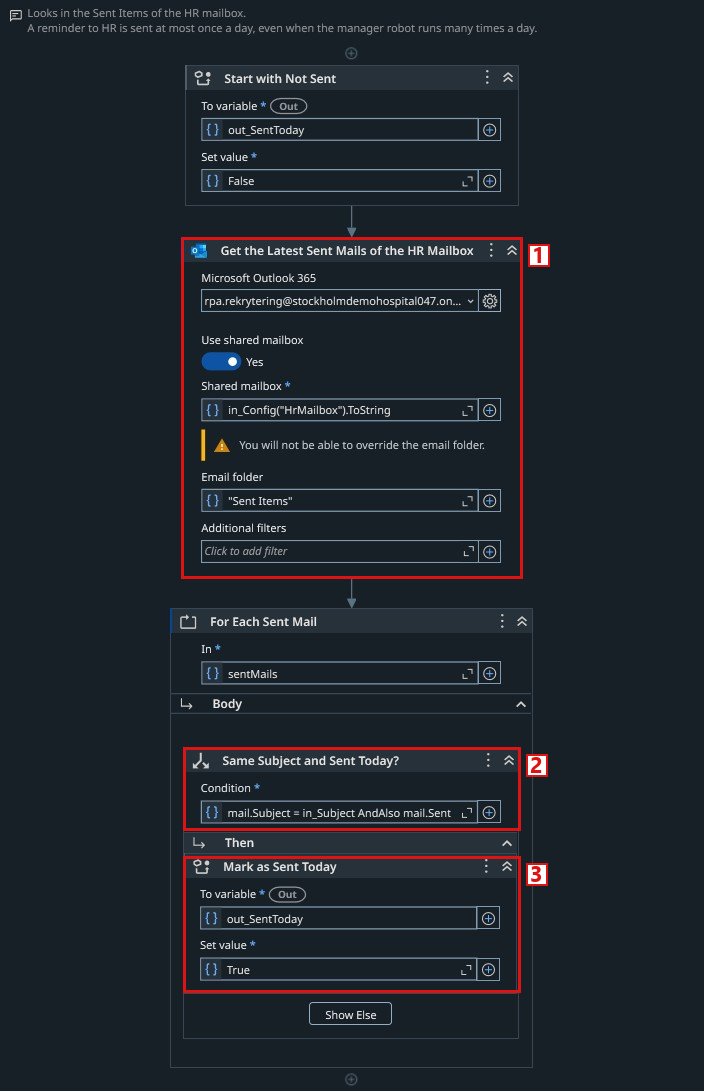 Looks in the Sent Items of the HR mailbox.
A reminder to HR is sent at most once a day, even when the manager robot runs many times a day.
Start with Not Sent
To variable * Out
out_SentToday
Set value *
False
Get the Latest Sent Mails of the HR Mailbox
1
Microsoft Outlook 365
rpa.rekrytering@stockholmdemohospital047.on...
Use shared mailbox
Yes
Shared mailbox *
in_Config("HrMailbox").ToString
You will not be able to override the email folder.
Email folder
"Sent Items"
Additional filters
Click to add filter
For Each Sent Mail
In *
sentMails
Body
Same Subject and Sent Today?
2
Condition *
mail.Subject = in_Subject AndAlso mail.Sent
Then
Mark as Sent Today
3
To variable * Out
out_SentToday
Set value *
True
Show Else